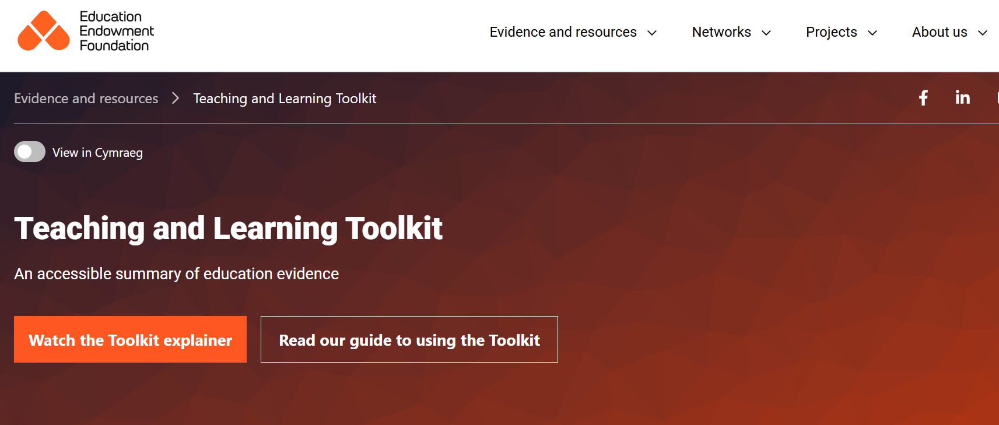 Education
Endowment
Foundation
Evidence and resources
Networks
Projects
About us
Evidence and resources
Teaching and Learning Toolkit
View in Cymraeg
Teaching and Learning Toolkit
An accessible summary of education evidence
Watch the Toolkit explainer
Read our guide to using the Toolkit